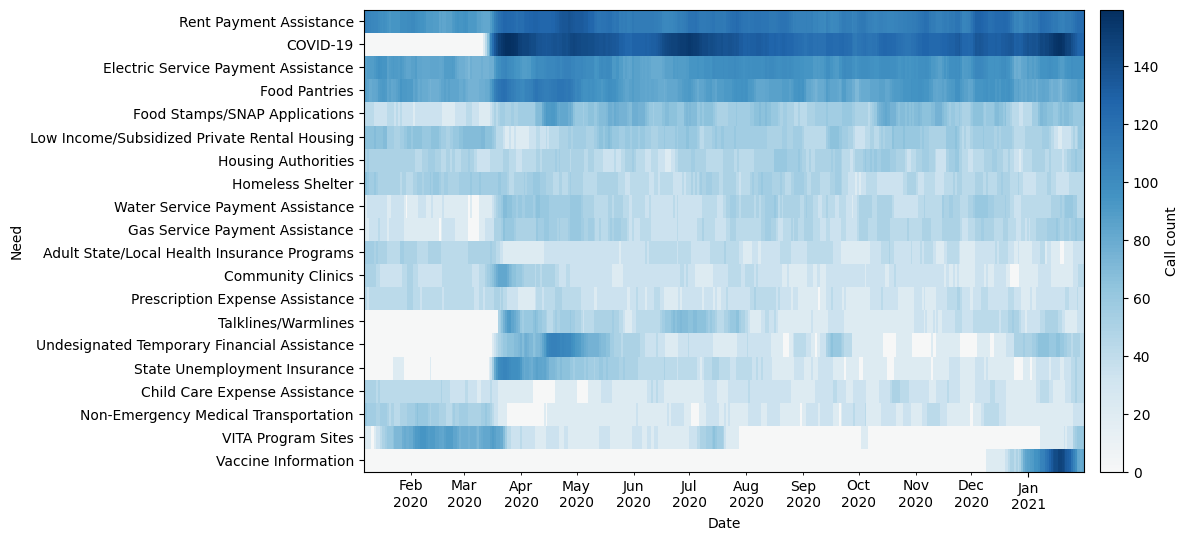 Rent Payment Assistance
COVID-19
Electric Service Payment Assistance
Food Pantries
Food Stamps/SNAP Applications
Low Income/Subsidized Private Rental Housing
Housing Authorities
Homeless Shelter
Water Service Payment Assistance
Gas Service Payment Assistance
Adult State/Local Health Insurance Programs
Community Clinics
Prescription Expense Assistance
Talklines/Warmlines
Undesignated Temporary Financial Assistance
State Unemployment Insurance
Child Care Expense Assistance
Non-Emergency Medical Transportation
VITA Program Sites
Vaccine Information
Need
Feb Mar Apr May Jun Jul Aug Sep Oct Nov Dec Jan
2020 2020 2020 2020 2020 2020 2020 2020 2020 2020 2020 2021
Date
140
120
100
80
60
40
20
0
Call count